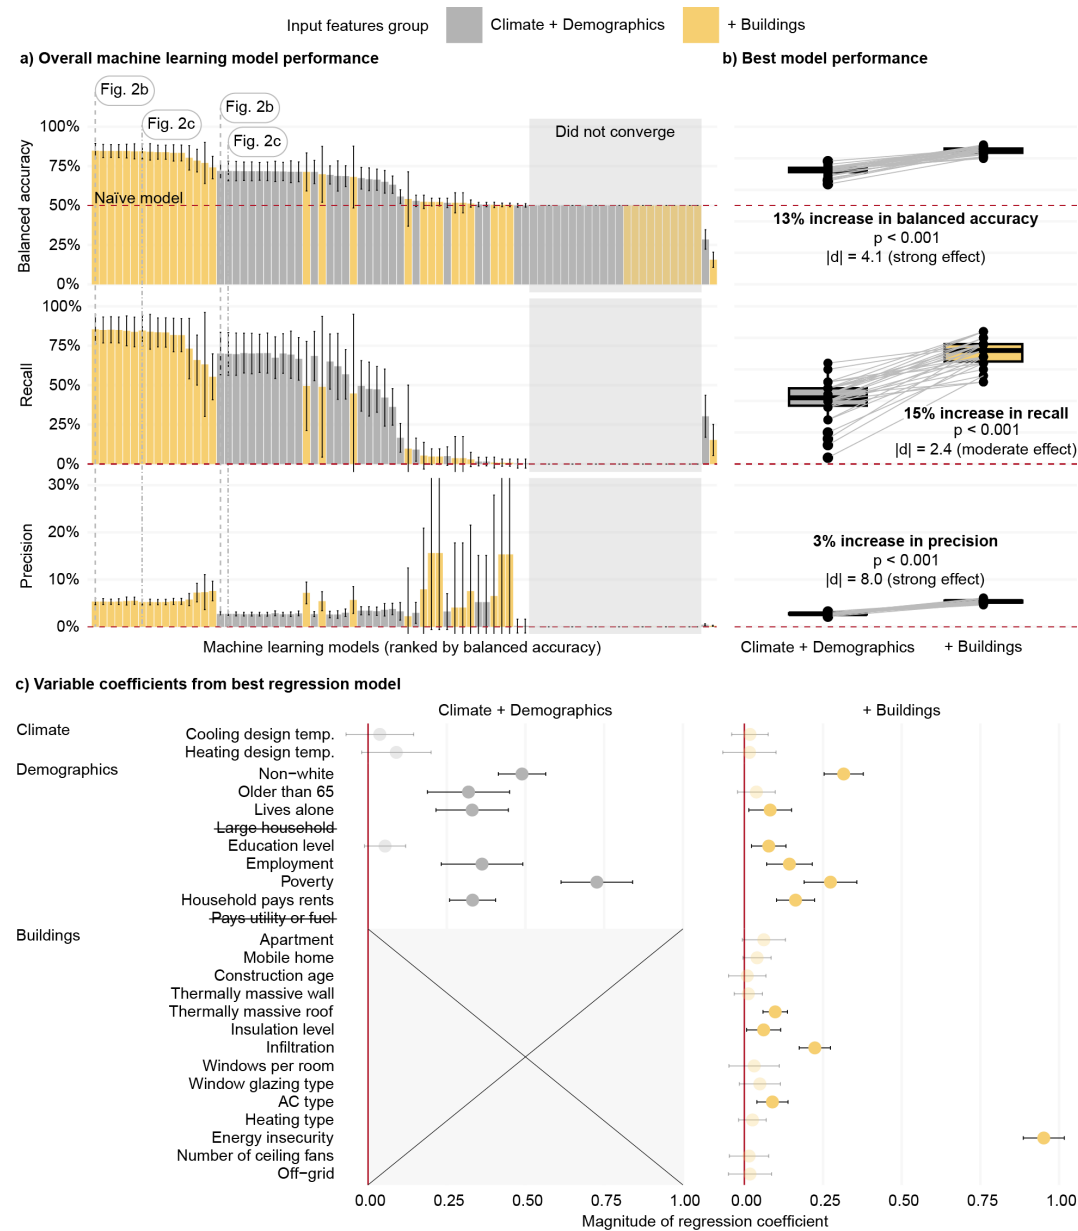 Input features group
Climate + Demographics
+ Buildings
a) Overall machine learning model performance
b) Best model performance
Fig. 2b
Fig. 2c
Fig. 2b
Fig. 2c
Balanced accuracy
100%
75%
50%
25%
0%
Naïve model
Did not converge
13% increase in balanced accuracy
p < 0.001
|d| = 4.1 (strong effect)
Recall
100%
75%
50%
25%
0%
15% increase in recall
p < 0.001
|d| = 2.4 (moderate effect)
Precision
30%
20%
10%
0%
3% increase in precision
p < 0.001
|d| = 8.0 (strong effect)
Machine learning models (ranked by balanced accuracy)
Climate + Demographics
+ Buildings
c) Variable coefficients from best regression model
Climate + Demographics
+ Buildings
Climate
Cooling design temp.
Heating design temp.
Demographics
Non−white
Older than 65
Lives alone
Large household
Education level
Employment
Poverty
Household pays rents
Pays utility or fuel
Buildings
Apartment
Mobile home
Construction age
Thermally massive wall
Thermally massive roof
Insulation level
Infiltration
Windows per room
Window glazing type
AC type
Heating type
Energy insecurity
Number of ceiling fans
Off−grid
0.00 0.25 0.50 0.75 1.00
0.00 0.25 0.50 0.75 1.00
Magnitude of regression coefficient